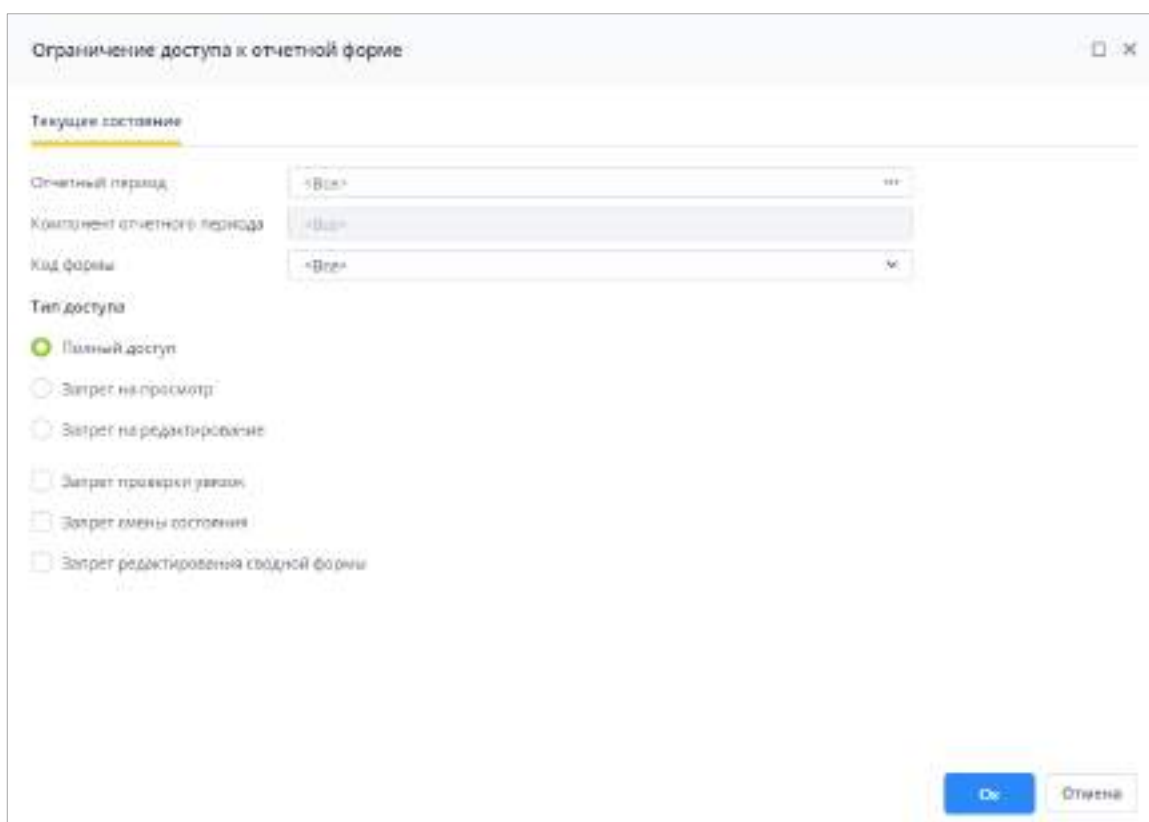 Ограничение доступа к отчетной форме
Текущее состояние
Отчетный период <Все> ...
Компонент отчетного периода <Все>
Код формы <Все>
Тип доступа
Полный доступ
Запрет на просмотр
Запрет на редактирование
Запрет проверки увязок
Запрет смены состояния
Запрет редактирования сводной формы
Ок Отмена